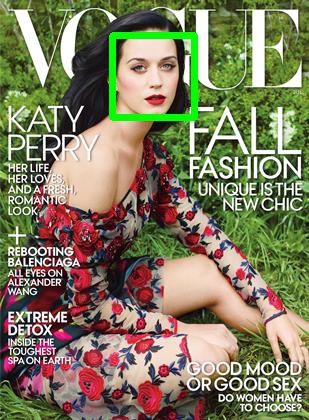 VOGUE
KATY
PERRY
HER LIFE,
HER LOVES,
AND A FRESH,
ROMANTIC
LOOK
+
REBOOTING
BALENCIAGA
ALL EYES ON
ALEXANDER
WANG
EXTREME
DETOX
INSIDE THE
TOUGHEST
SPA ON EARTH
FALL
FASHION
UNIQUE IS THE
NEW CHIC
GOOD MOOD
OR GOOD SEX
DO WOMEN HAVE
TO CHOOSE?